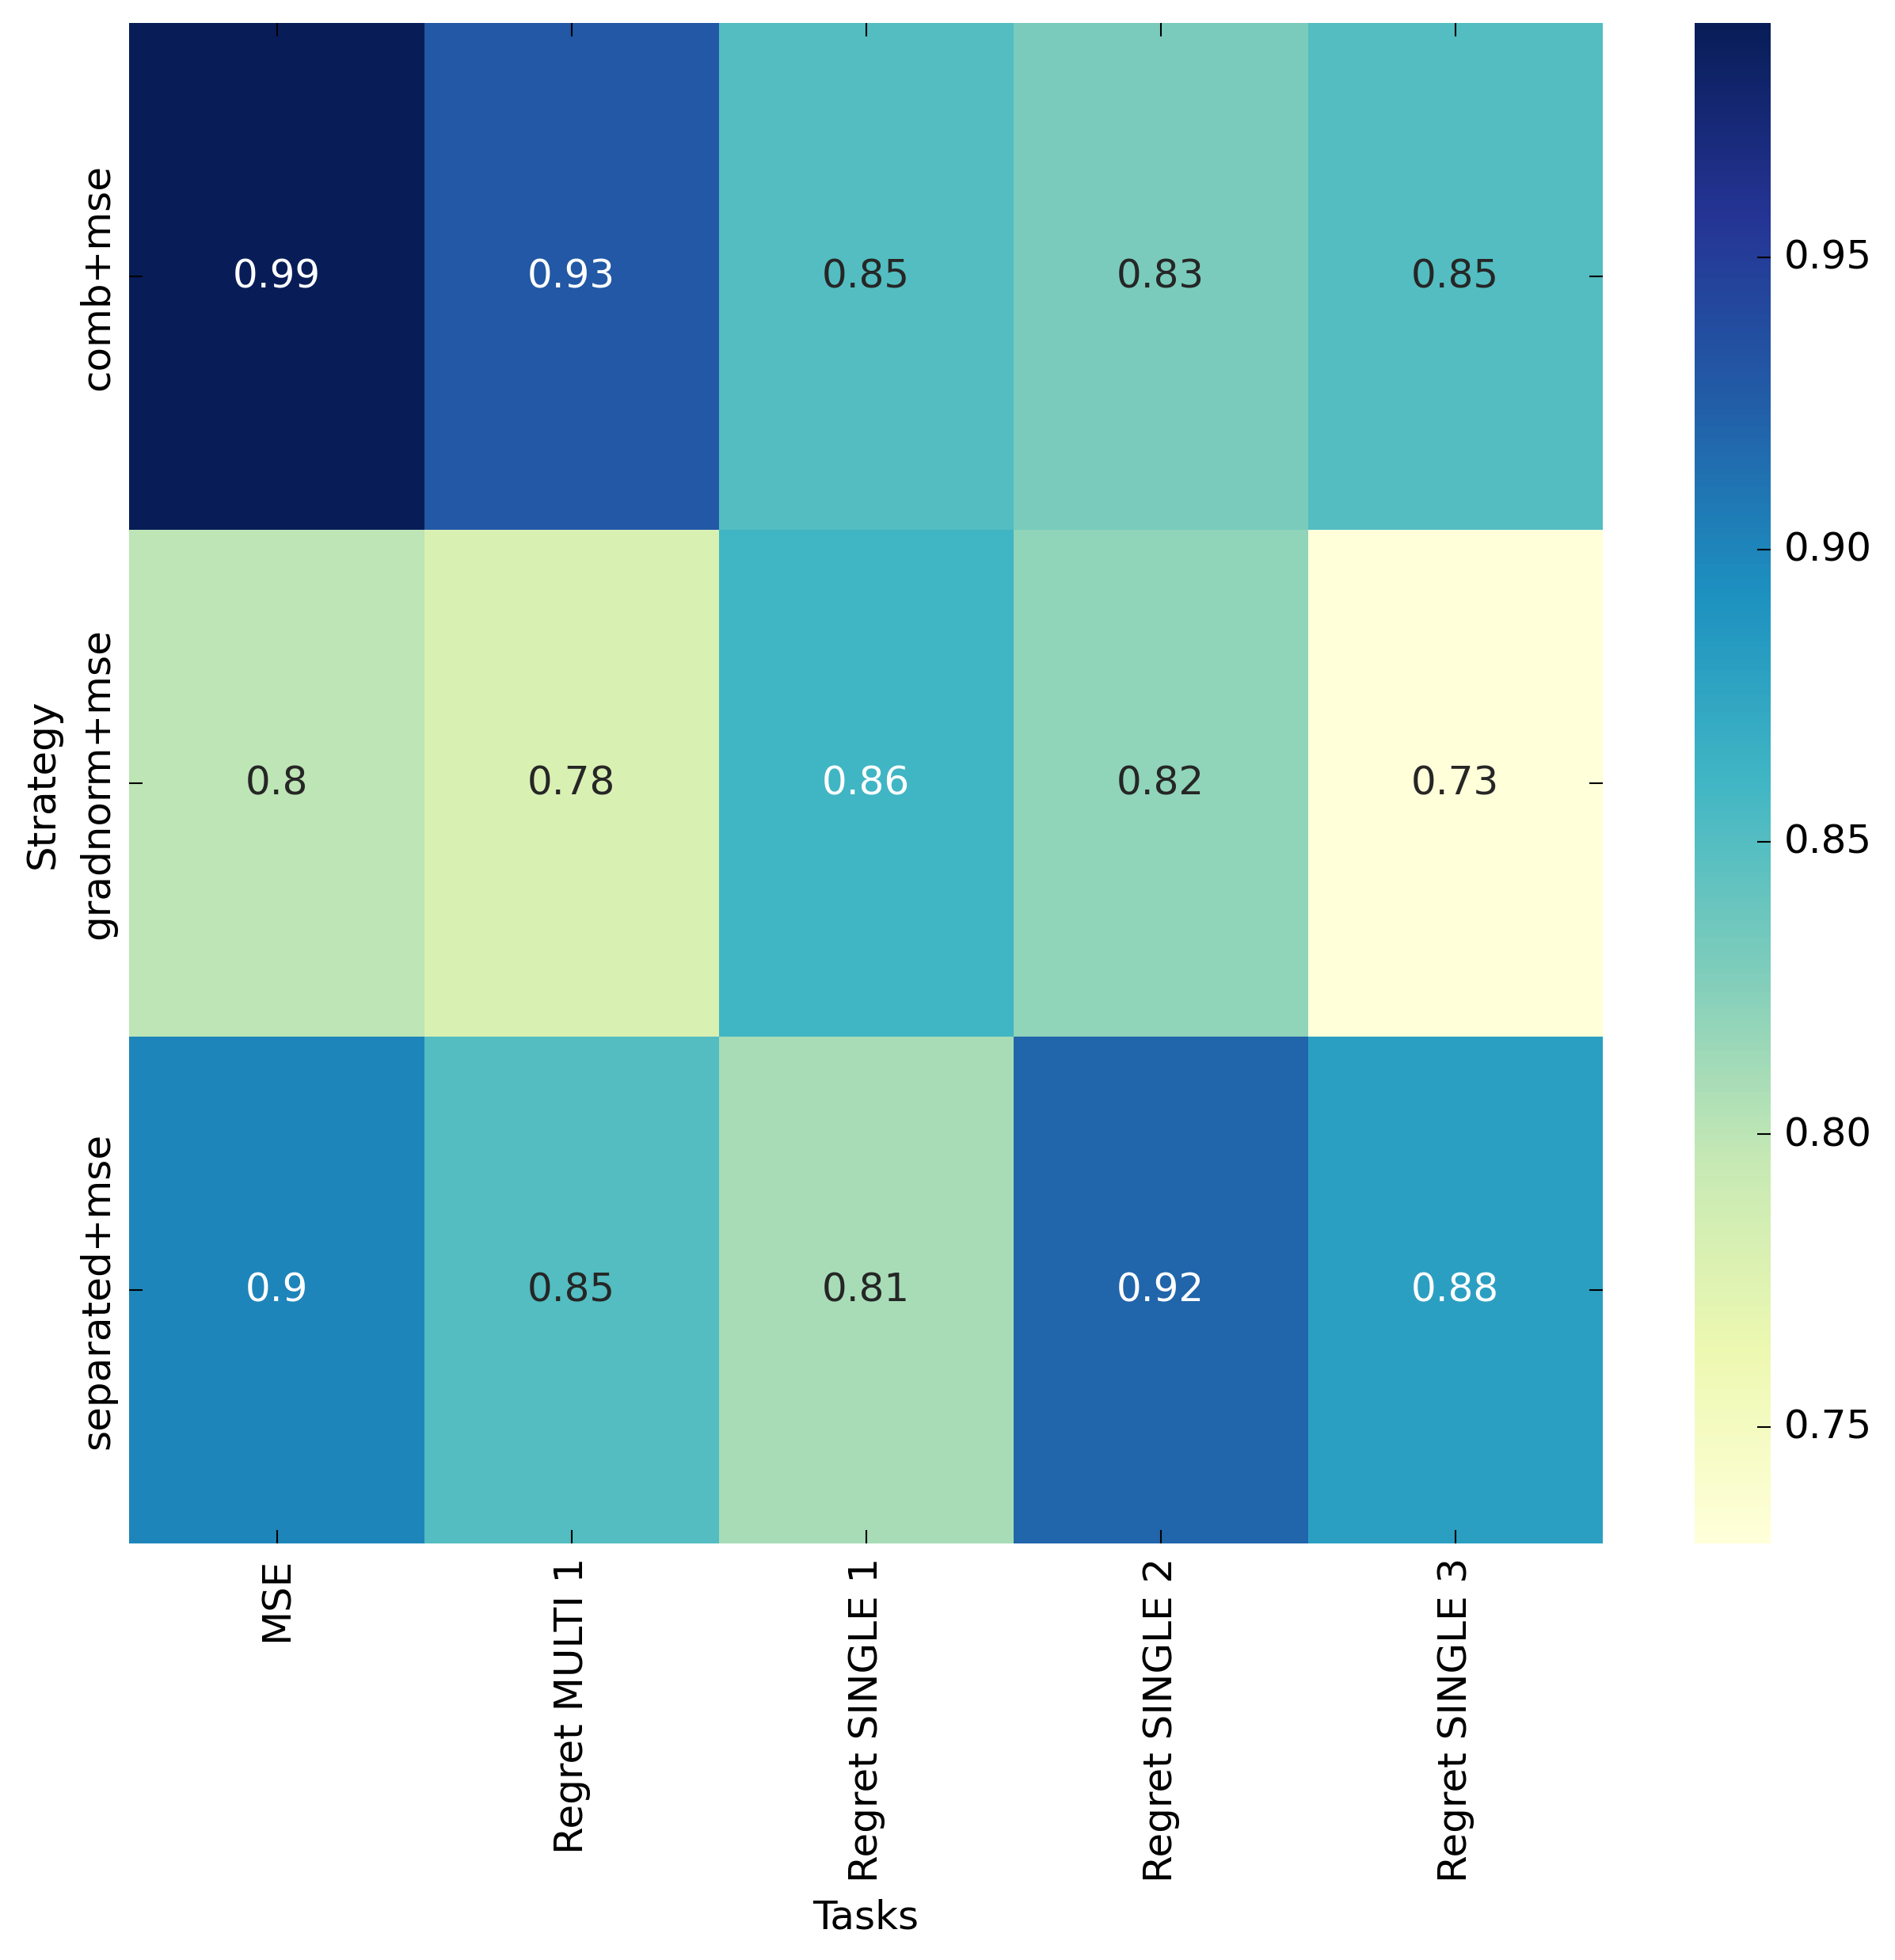 Strategy
comb+mse
0.99 0.93 0.85 0.83 0.85
gradnorm+mse
0.8 0.78 0.86 0.82 0.73
separated+mse
0.9 0.85 0.81 0.92 0.88
MSE
Regret MULTI 1
Regret SINGLE 1
Regret SINGLE 2
Regret SINGLE 3
Tasks
0.95
0.90
0.85
0.80
0.75